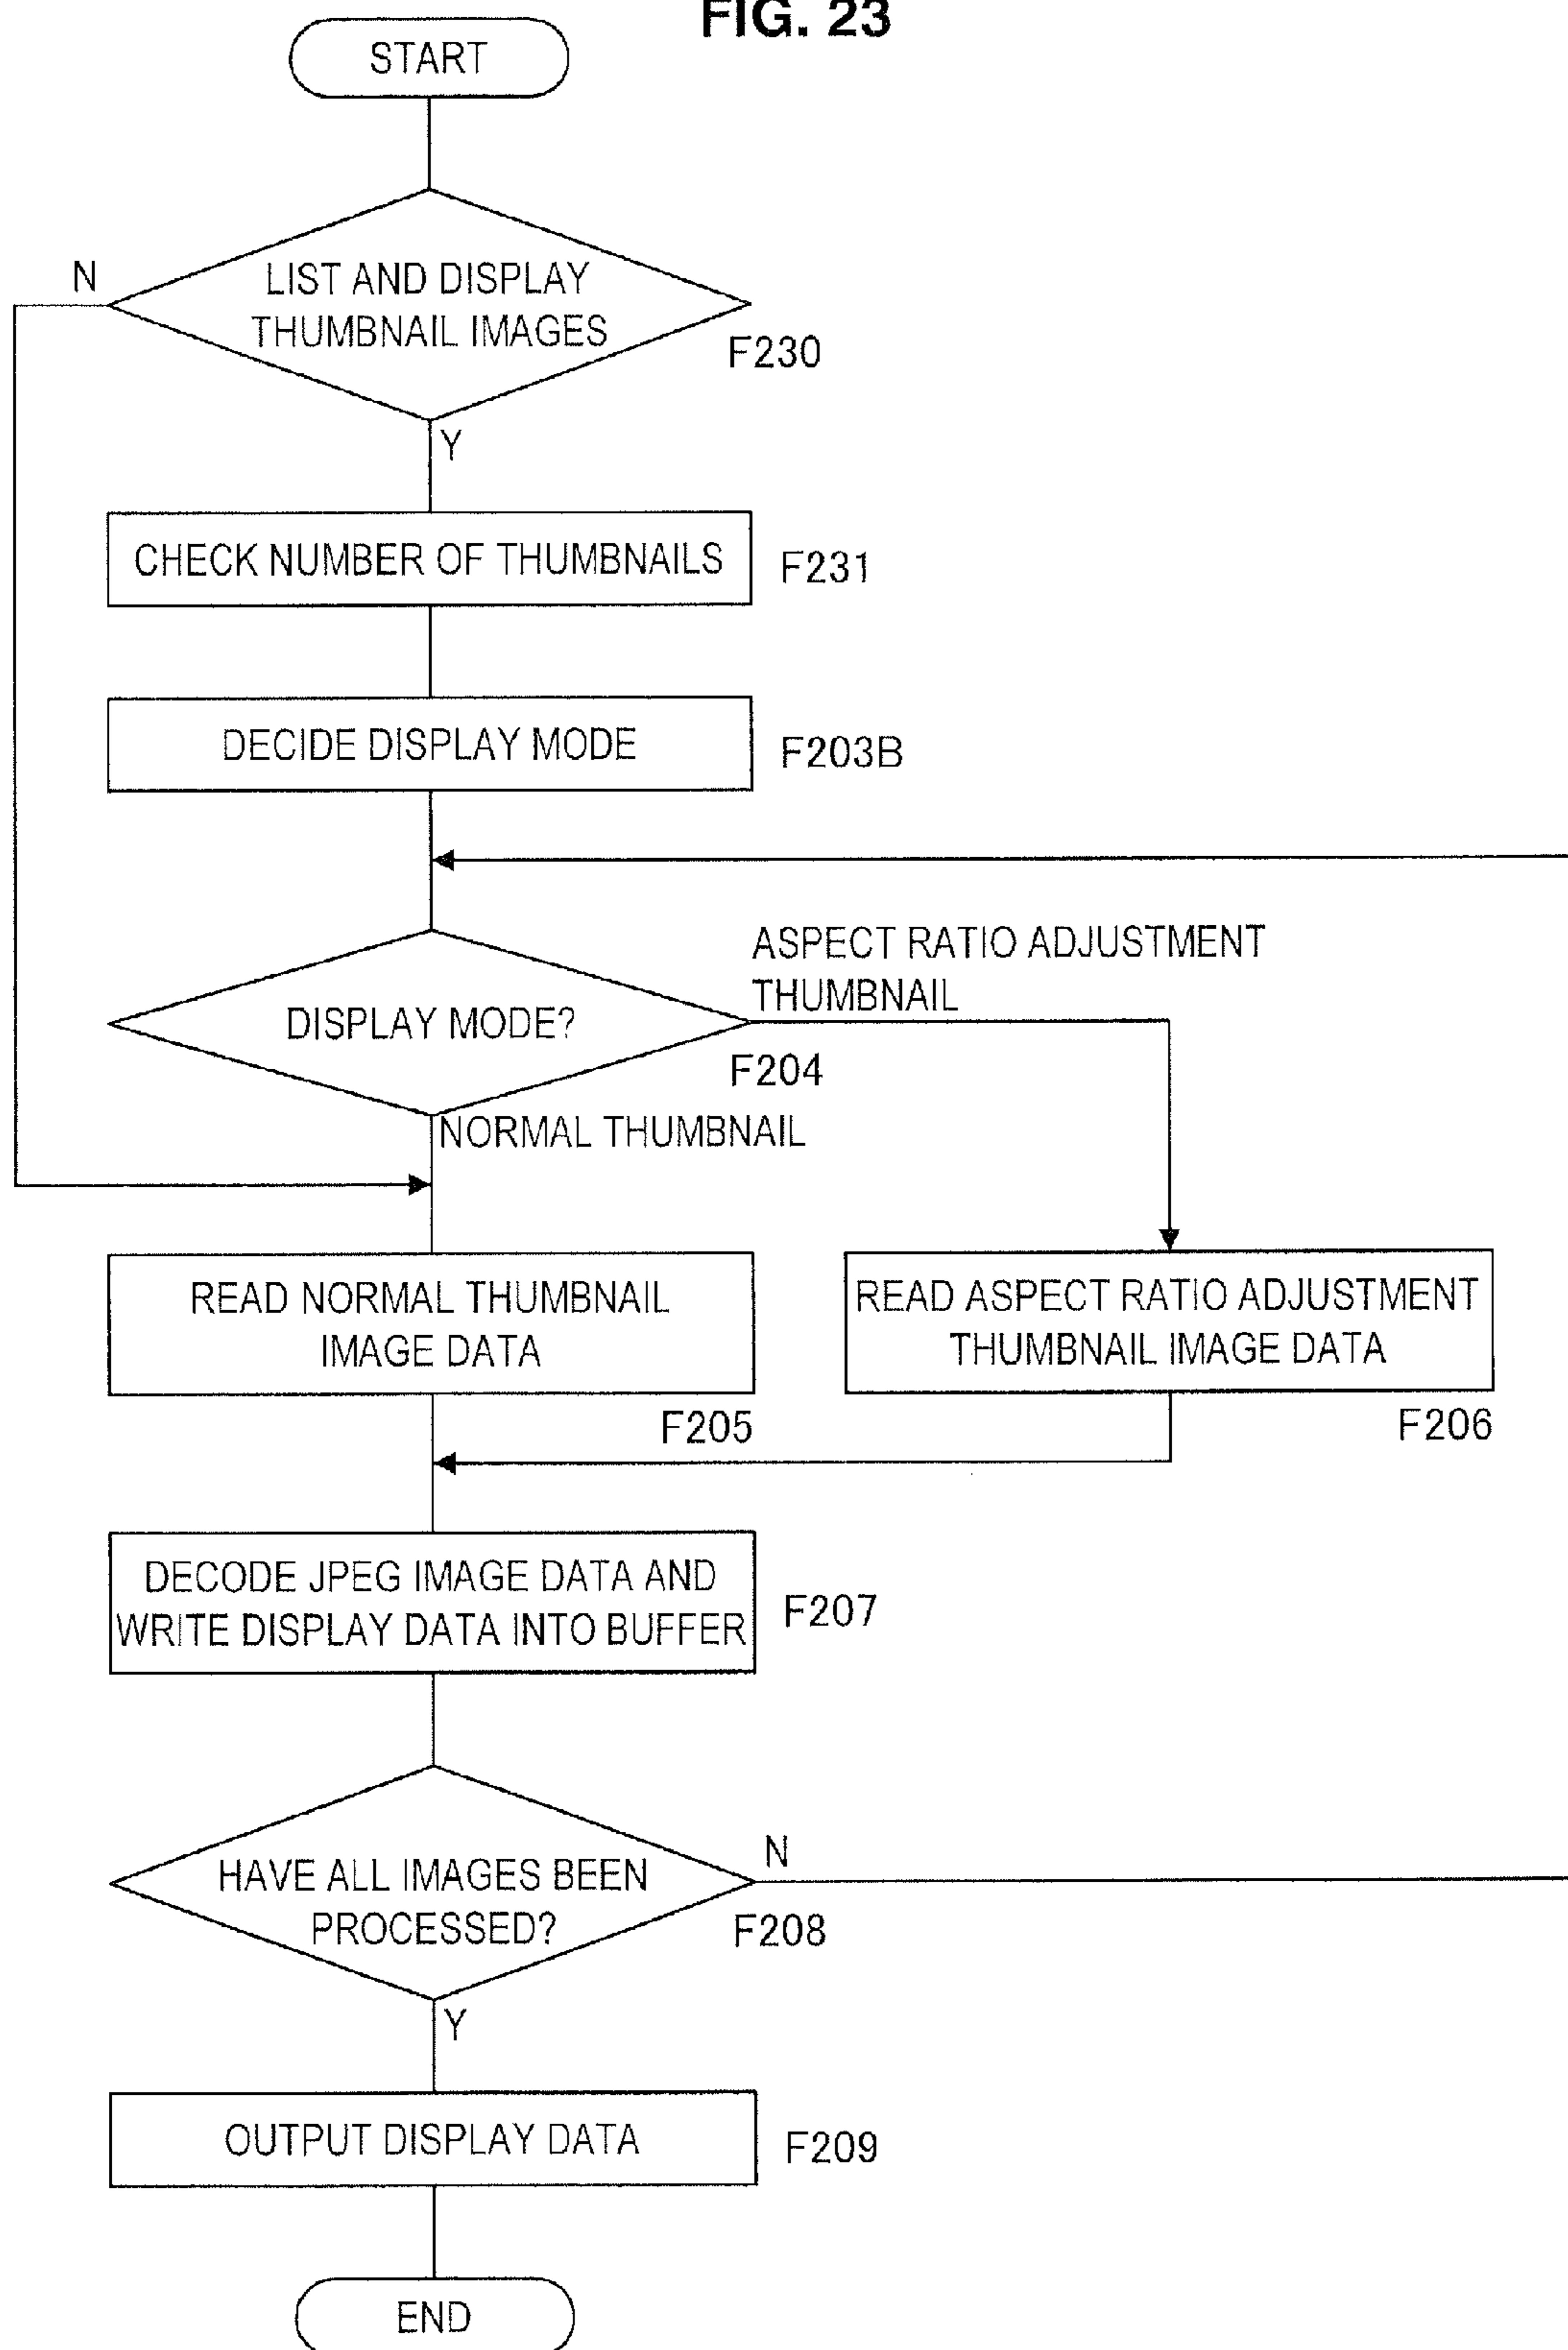 FIG. 23
START
N
LIST AND DISPLAY
THUMBNAIL IMAGES
F230
Y
CHECK NUMBER OF THUMBNAILS
F231
DECIDE DISPLAY MODE
F203B
ASPECT RATIO ADJUSTMENT
THUMBNAIL
DISPLAY MODE?
F204
NORMAL THUMBNAIL
READ NORMAL THUMBNAIL
IMAGE DATA
F205
READ ASPECT RATIO ADJUSTMENT
THUMBNAIL IMAGE DATA
F206
DECODE JPEG IMAGE DATA AND
WRITE DISPLAY DATA INTO BUFFER
F207
HAVE ALL IMAGES BEEN
PROCESSED?
N
F208
Y
OUTPUT DISPLAY DATA
F209
END